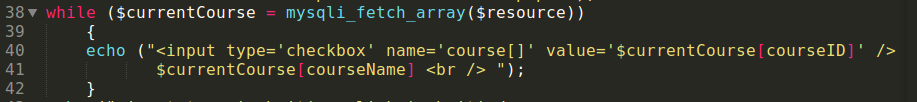 38 while ($currentCourse = mysqli_fetch_array($resource))
39 {
40 echo ("<input type='checkbox' name='course[]' value='$currentCourse[courseID]' />
41 $currentCourse[courseName] <br /> ");
42 }